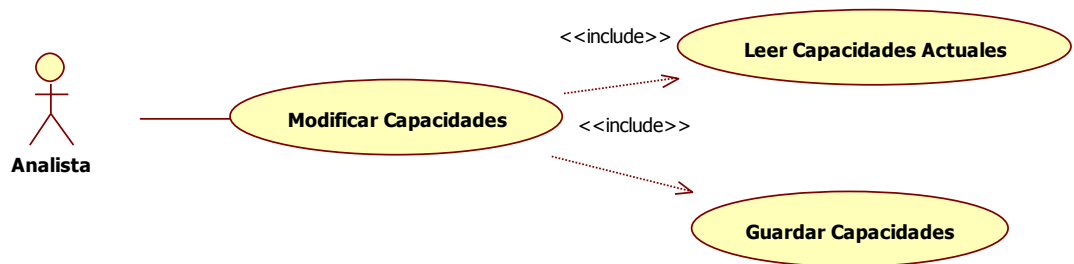 <<include>>
Leer Capacidades Actuales
Modificar Capacidades
<<include>>
Analista
Guardar Capacidades